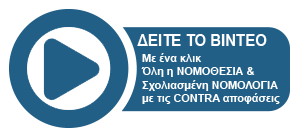 ΔΕΙΤΕ ΤΟ ΒΙΝΤΕΟ
Με ένα κλικ
Όλη η ΝΟΜΟΘΕΣΙΑ &
Σχολιασμένη ΝΟΜΟΛΟΓΙΑ
με τις CONTRA αποφάσεις